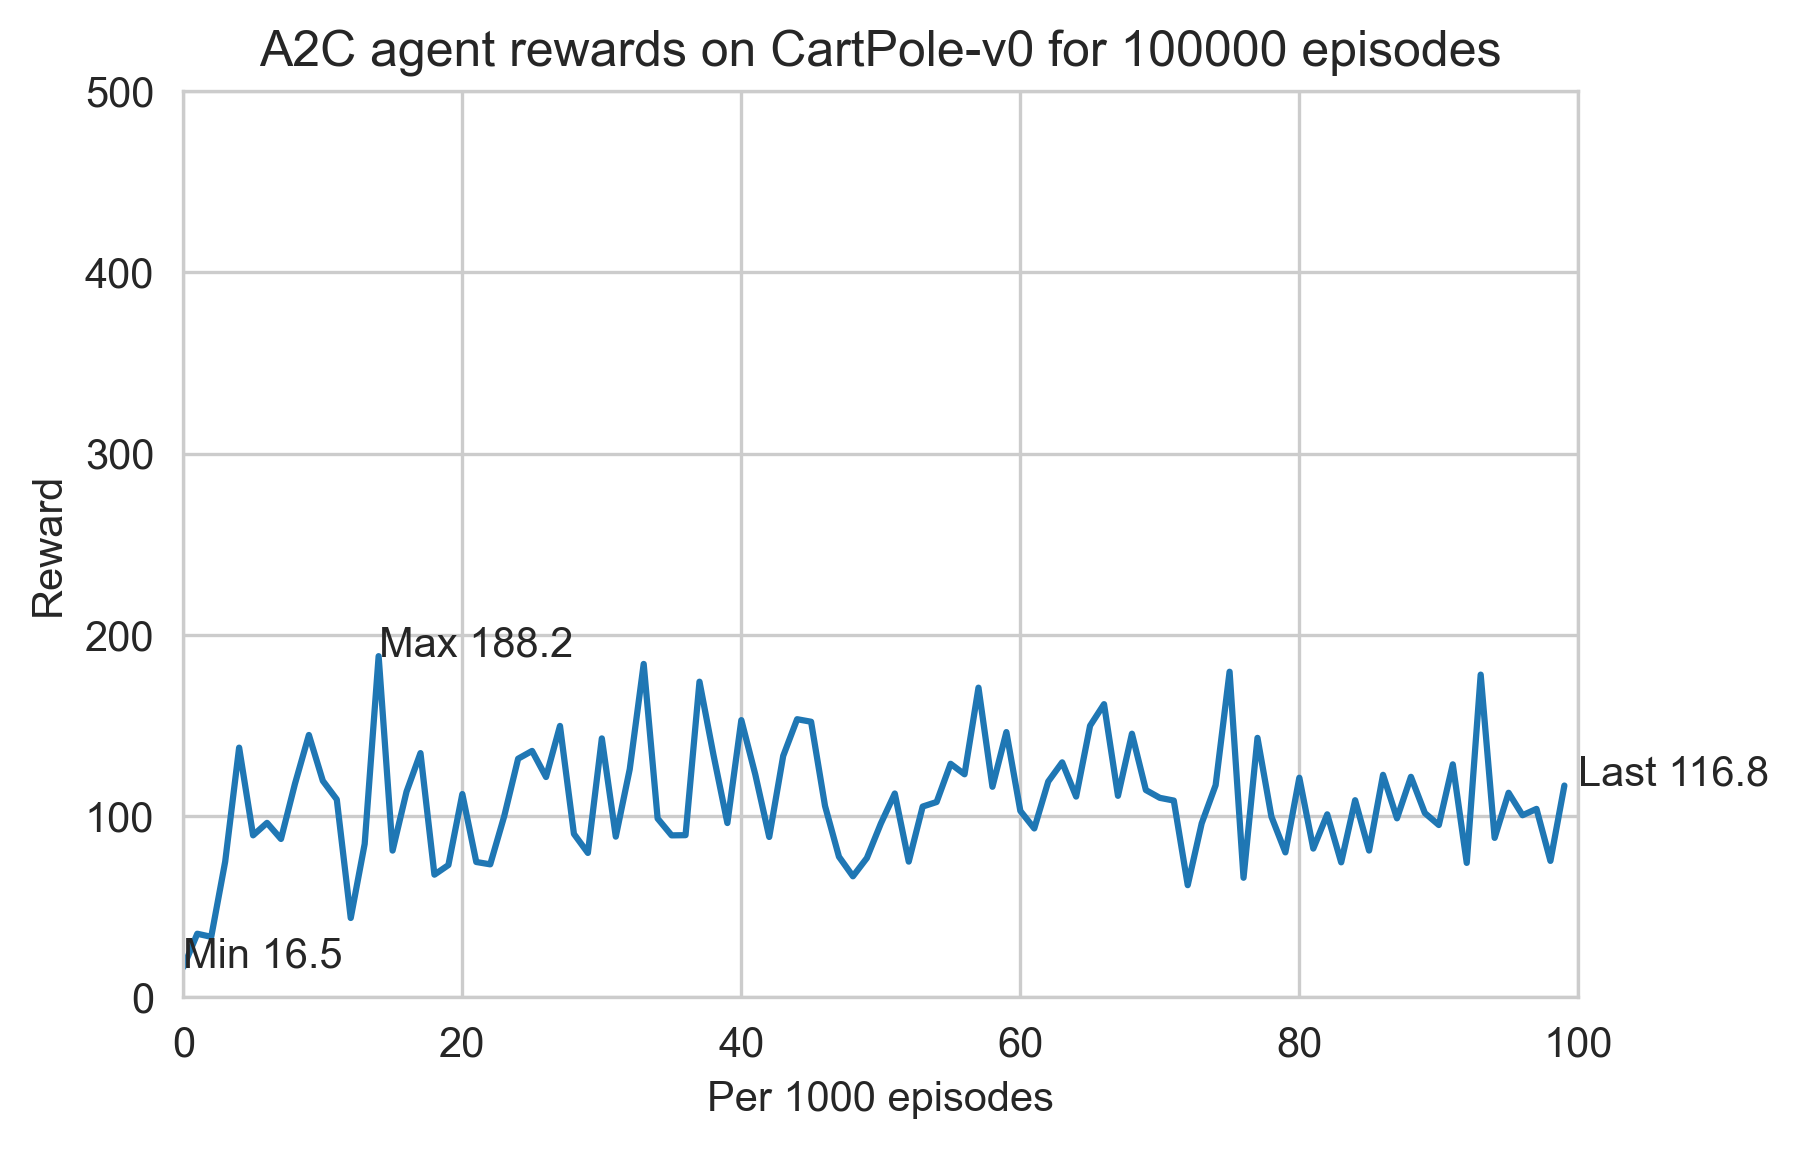 A2C agent rewards on CartPole-v0 for 100000 episodes
500
400
300
200
100
0
Reward
Max 188.2
Min 16.5
Last 116.8
0 20 40 60 80 100
Per 1000 episodes